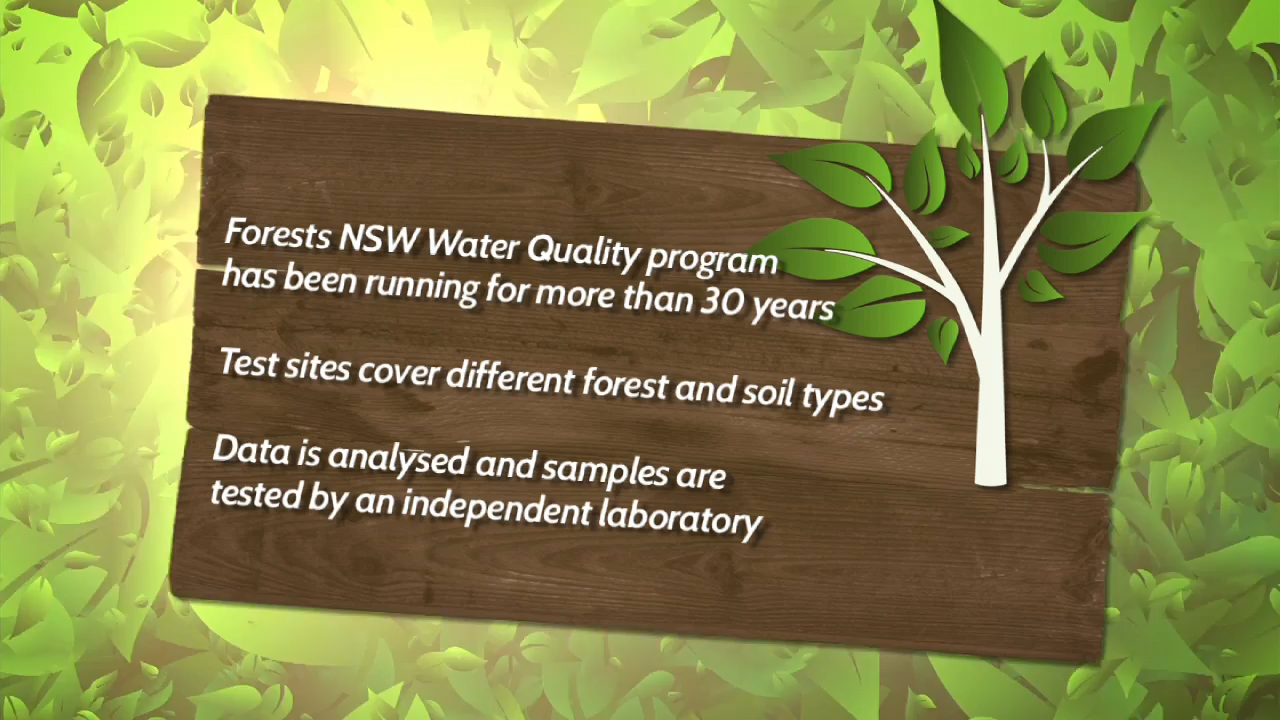 Forests NSW Water Quality program
has been running for more than 30 years
Test sites cover different forest and soil types
Data is analysed and samples are
tested by an independent laboratory